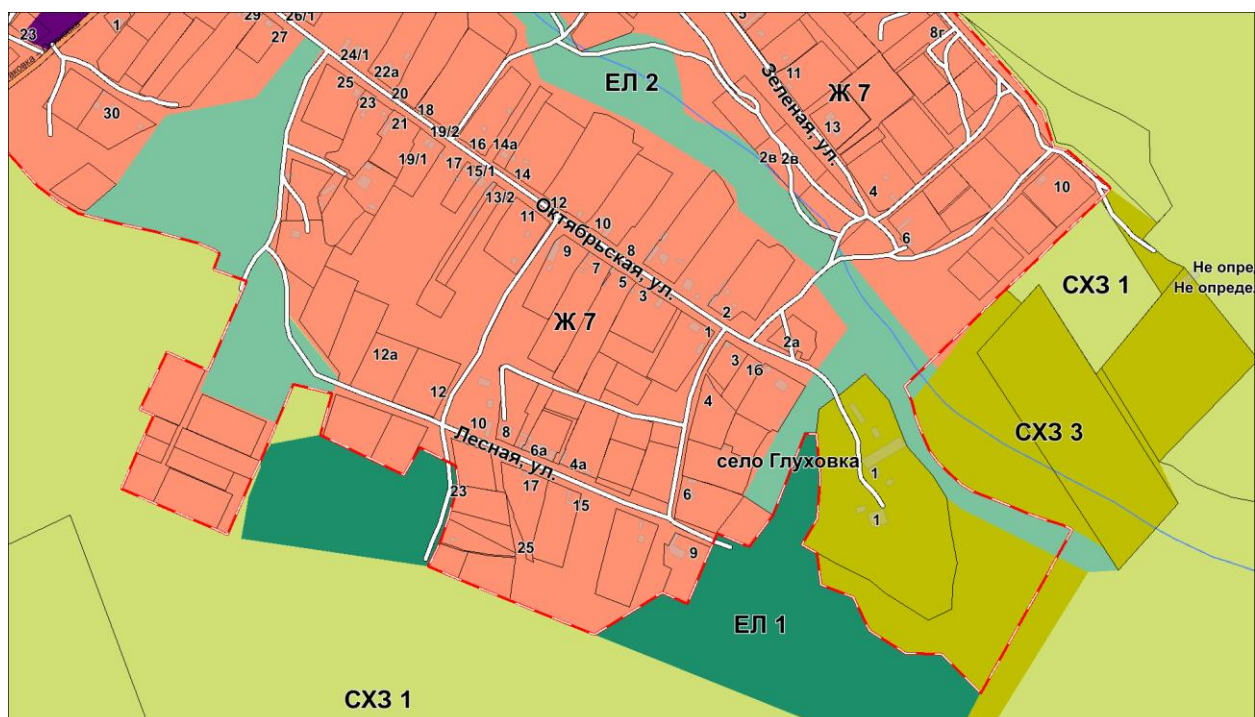 29
26/1
5
1
23
27
8г
24/1
ЕЛ 2
11
Зеленая, ул.
Ж 7
25
22а
20
23
18
30
21
19/2
16
14а
13
19/1
17
15/1
14
2в
2в
13/2
4
10
12
11
Октябрьская, ул.
10
8
6
9
7
5
3
СХЗ 1
Ж 7
2
1
2а
3
1б
12а
12
4
10
8
Лесная, ул.
6а
4а
СХЗ 3
село Глуховка
1
17
23
15
6
1
25
9
ЕЛ 1
СХЗ 1